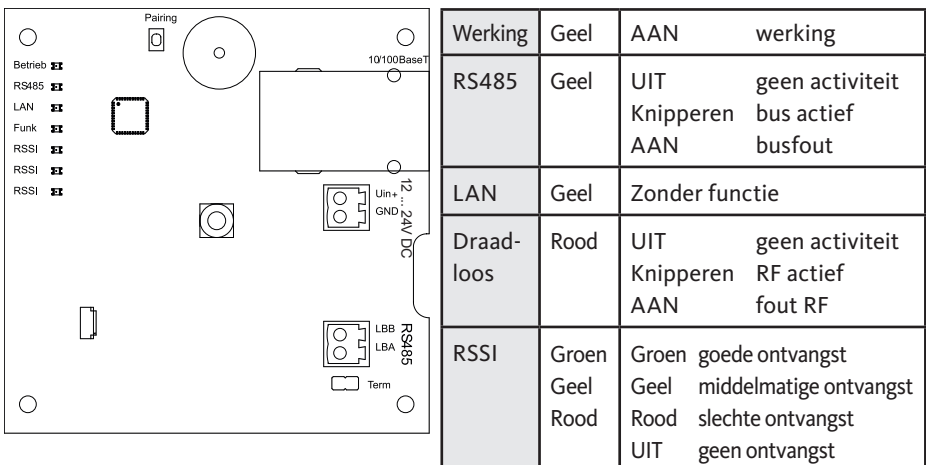 Pairing
10/100BaseT
Betrieb
RS485
LAN
Funk
RSSI
RSSI
RSSI
Uin+
GND
12 ... 24V DC
LBB
LBA
RS485
Term
Werking Geel AAN werking
RS485 Geel UIT geen activiteit
Knipperen bus actief
AAN busfout
LAN Geel Zonder functie
Draad- Rood UIT geen activiteit
loos Knipperen RF actief
AAN fout RF
RSSI Groen Groen goede ontvangst
Geel Geel middelmatige ontvangst
Rood Rood slechte ontvangst
UIT geen ontvangst